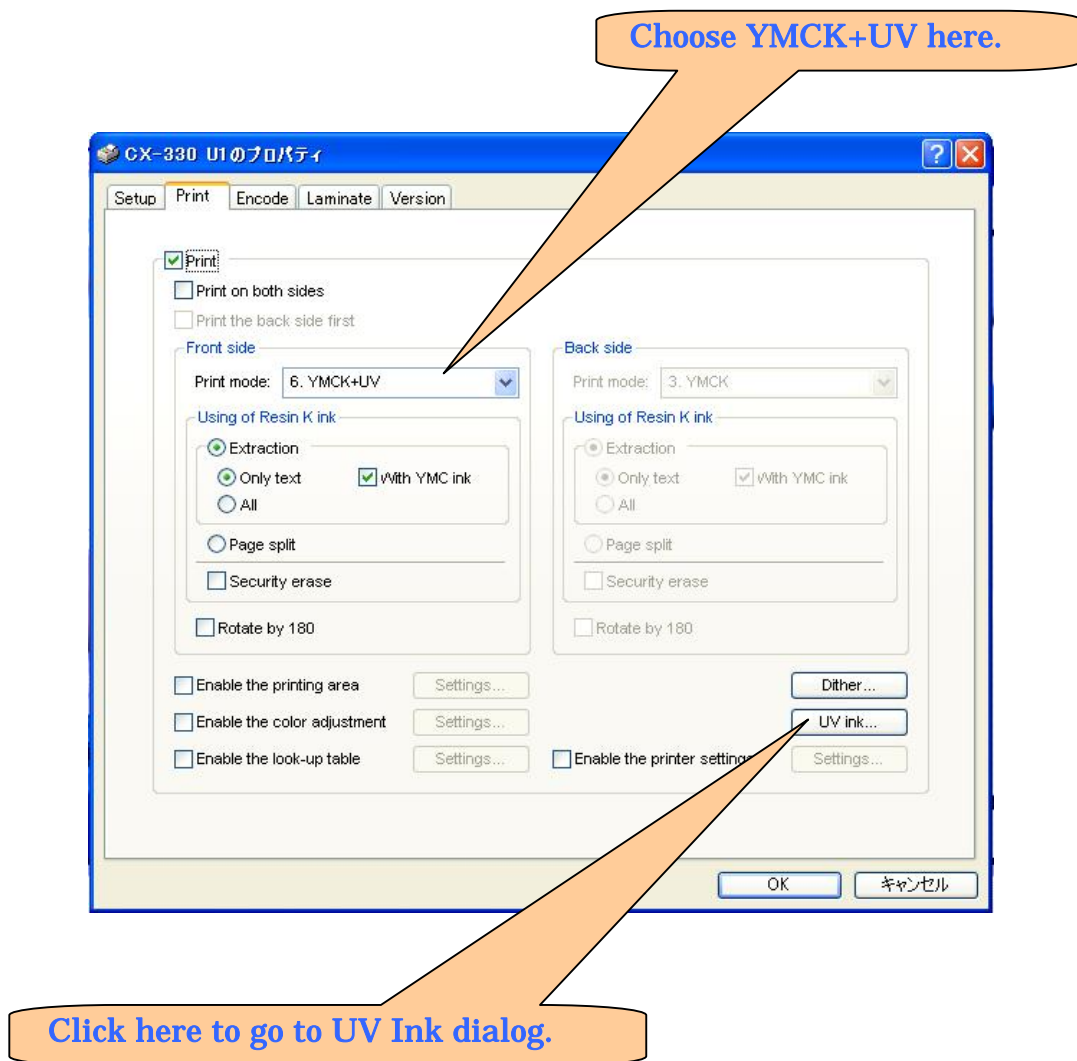 Choose YMCK+UV here.
CX-330 U1のプロパティ
Setup Print Encode Laminate Version
Print
Print on both sides
Print the back side first
Front side
Print mode: 6. YMCK+UV
Using of Resin K ink
Extraction
Only text With YMC ink
All
Page split
Security erase
Rotate by 180
Back side
Print mode: 3. YMCK
Using of Resin K ink
Extraction
Only text With YMC ink
All
Page split
Security erase
Rotate by 180
Enable the printing area Settings... Dither...
Enable the color adjustment Settings... UV ink...
Enable the look-up table Settings... Enable the printer settings Settings...
OK キャンセル
Click here to go to UV Ink dialog.